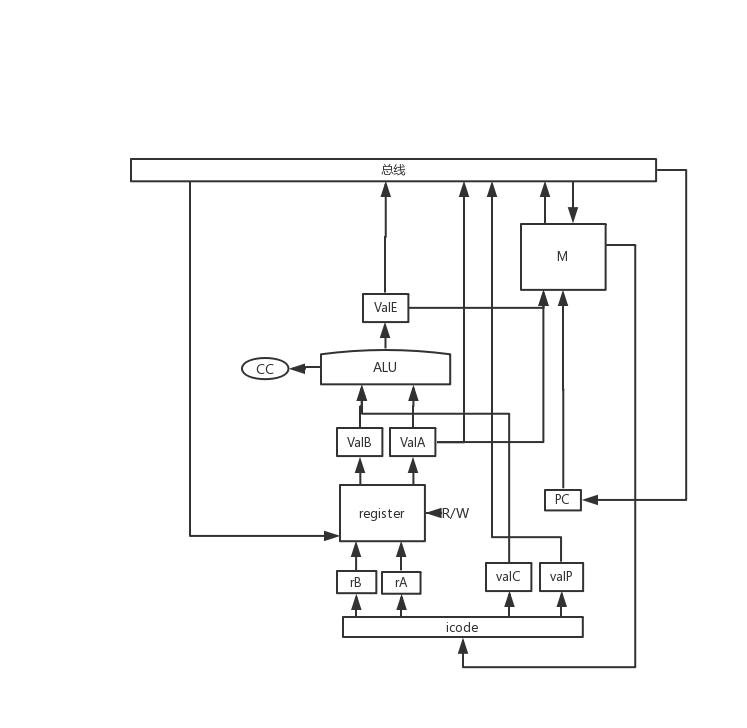 总线
M
ValE
CC
ALU
ValB
ValA
PC
register
R/W
rB
rA
valC
valP
icode